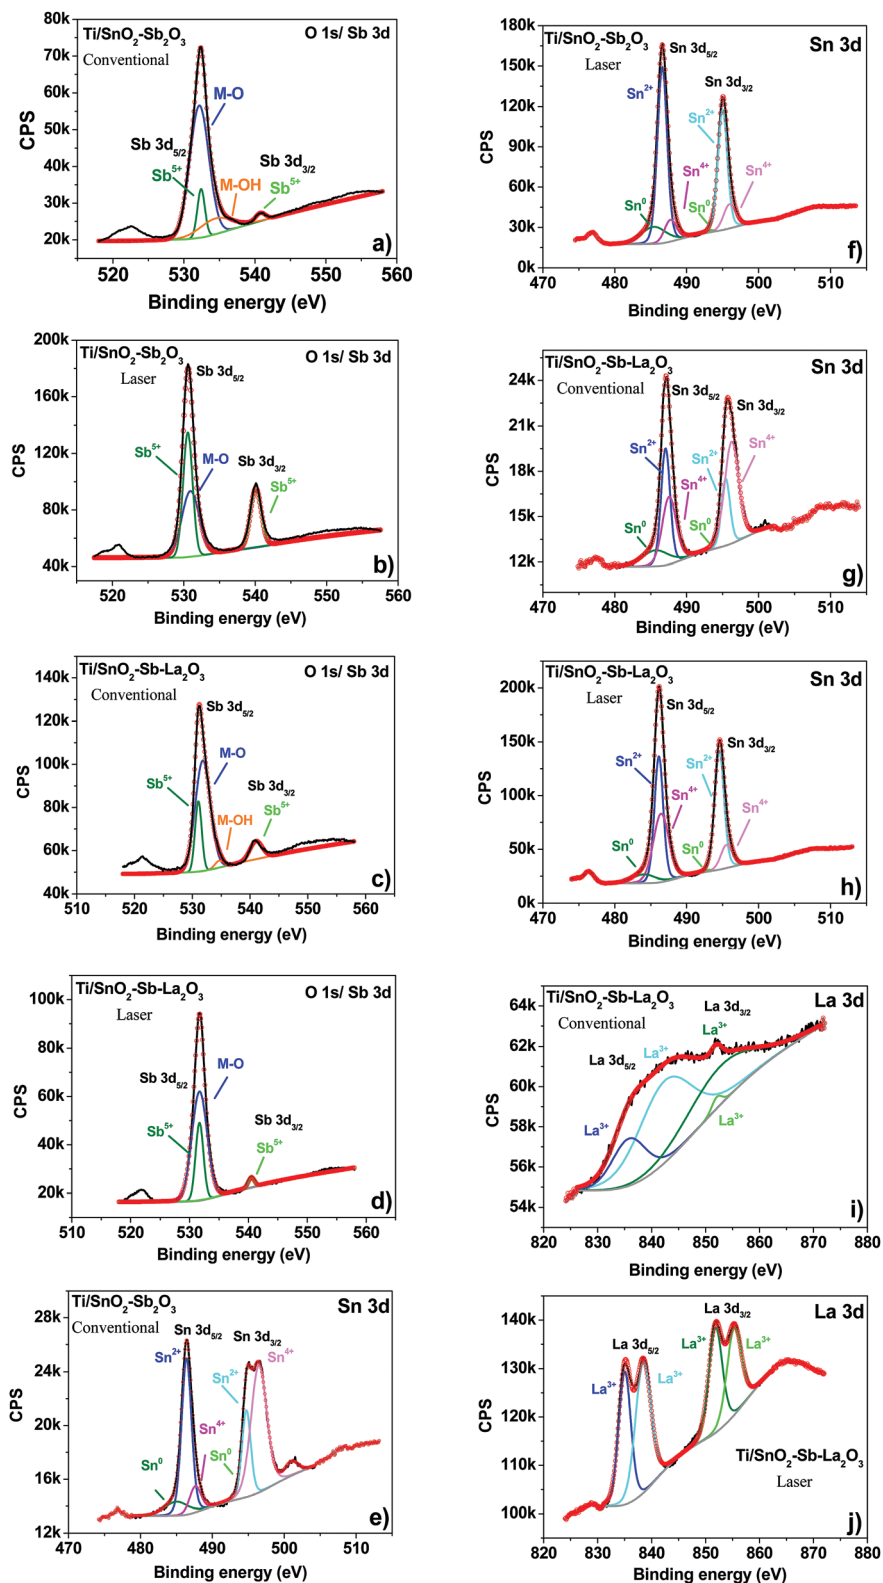 Ti/SnO₂-Sb₂O₃ O 1s/ Sb 3d
Conventional
80k
70k
60k
50k
40k
30k
20k
CPS
M-O
Sb 3d₅/₂
Sb 3d₃/₂
Sb⁵⁺
M-OH
Sb⁵⁺
a)
520 530 540 550 560
Binding energy (eV)
Ti/SnO₂-Sb₂O₃ O 1s/ Sb 3d
Laser
200k
160k
120k
80k
40k
CPS
Sb 3d₅/₂
Sb⁵⁺
M-O
Sb 3d₃/₂
Sb⁵⁺
b)
520 530 540 550 560
Binding energy (eV)
Ti/SnO₂-Sb-La₂O₃ O 1s/ Sb 3d
Conventional
140k
120k
100k
80k
60k
40k
CPS
Sb 3d₅/₂
M-O
Sb⁵⁺
Sb 3d₃/₂
Sb⁵⁺
M-OH
c)
510 520 530 540 550 560
Binding energy (eV)
Ti/SnO₂-Sb-La₂O₃ O 1s/ Sb 3d
Laser
100k
80k
60k
40k
20k
CPS
Sb 3d₅/₂
M-O
Sb⁵⁺
Sb 3d₃/₂
Sb⁵⁺
d)
510 520 530 540 550 560
Binding energy (eV)
Ti/SnO₂-Sb₂O₃ Sn 3d
Conventional
28k
24k
20k
16k
12k
CPS
Sn 3d₅/₂
Sn 3d₃/₂
Sn²⁺
Sn⁴⁺
Sn²⁺
Sn⁴⁺
Sn⁰
Sn⁰
e)
470 480 490 500 510
Binding energy (eV)
Ti/SnO₂-Sb₂O₃ Sn 3d
Laser
180k
150k
120k
90k
60k
30k
0k
CPS
Sn 3d₅/₂
Sn 3d₃/₂
Sn²⁺
Sn²⁺
Sn⁴⁺
Sn⁴⁺
Sn⁰
Sn⁰
f)
470 480 490 500 510
Binding energy (eV)
Ti/SnO₂-Sb-La₂O₃ Sn 3d
Conventional
24k
21k
18k
15k
12k
CPS
Sn 3d₅/₂
Sn 3d₃/₂
Sn²⁺
Sn²⁺
Sn⁴⁺
Sn⁴⁺
Sn⁰
Sn⁰
g)
470 480 490 500 510
Binding energy (eV)
Ti/SnO₂-Sb-La₂O₃ Sn 3d
Laser
200k
150k
100k
50k
0k
CPS
Sn 3d₅/₂
Sn 3d₃/₂
Sn²⁺
Sn²⁺
Sn⁴⁺
Sn⁴⁺
Sn⁰
Sn⁰
h)
470 480 490 500 510
Binding energy (eV)
Ti/SnO₂-Sb-La₂O₃ La 3d
Conventional
64k
62k
60k
58k
56k
54k
CPS
La 3d₃/₂
La³⁺
La 3d₅/₂
La³⁺
La³⁺
La³⁺
i)
820 830 840 850 860 870 880
Binding energy (eV)
La 3d
140k
130k
120k
110k
100k
CPS
La 3d₃/₂
La 3d₅/₂
La³⁺
La³⁺
La³⁺
La³⁺
Ti/SnO₂-Sb-La₂O₃
Laser
j)
820 830 840 850 860 870 880
Binding energy (eV)